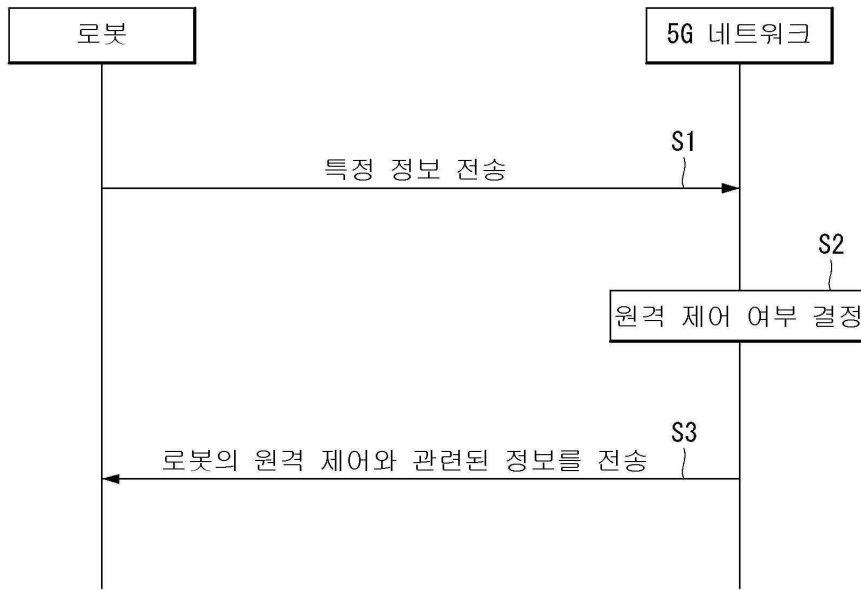 로봇
5G 네트워크
S1
특정 정보 전송
S2
원격 제어 여부 결정
S3
로봇의 원격 제어와 관련된 정보를 전송